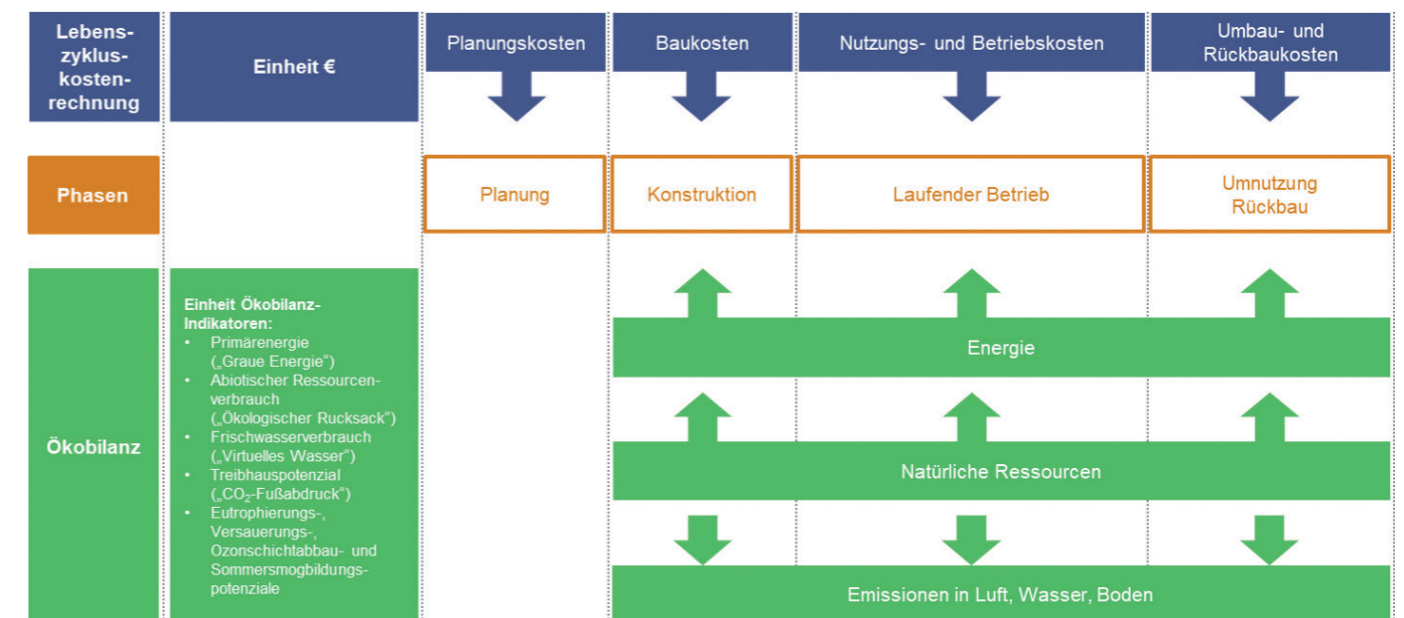 Lebens-
zyklus-
kosten-
rechnung
Einheit €
Planungskosten
Baukosten
Nutzungs- und Betriebskosten
Umbau- und
Rückbaukosten
Phasen
Planung
Konstruktion
Laufender Betrieb
Umnutzung
Rückbau
Ökobilanz
Einheit Ökobilanz-
Indikatoren:
• Primärenergie
(„Graue Energie“)
• Abiotischer Ressourcen-
verbrauch
(„Ökologischer Rucksack“)
• Frischwasserverbrauch
(„Virtuelles Wasser“)
• Treibhauspotenzial
(„CO₂-Fußabdruck“)
• Eutrophierungs-,
Versauerungs-,
Ozonschichtabbau- und
Sommersmogbildungs-
potenziale
Energie
Natürliche Ressourcen
Emissionen in Luft, Wasser, Boden